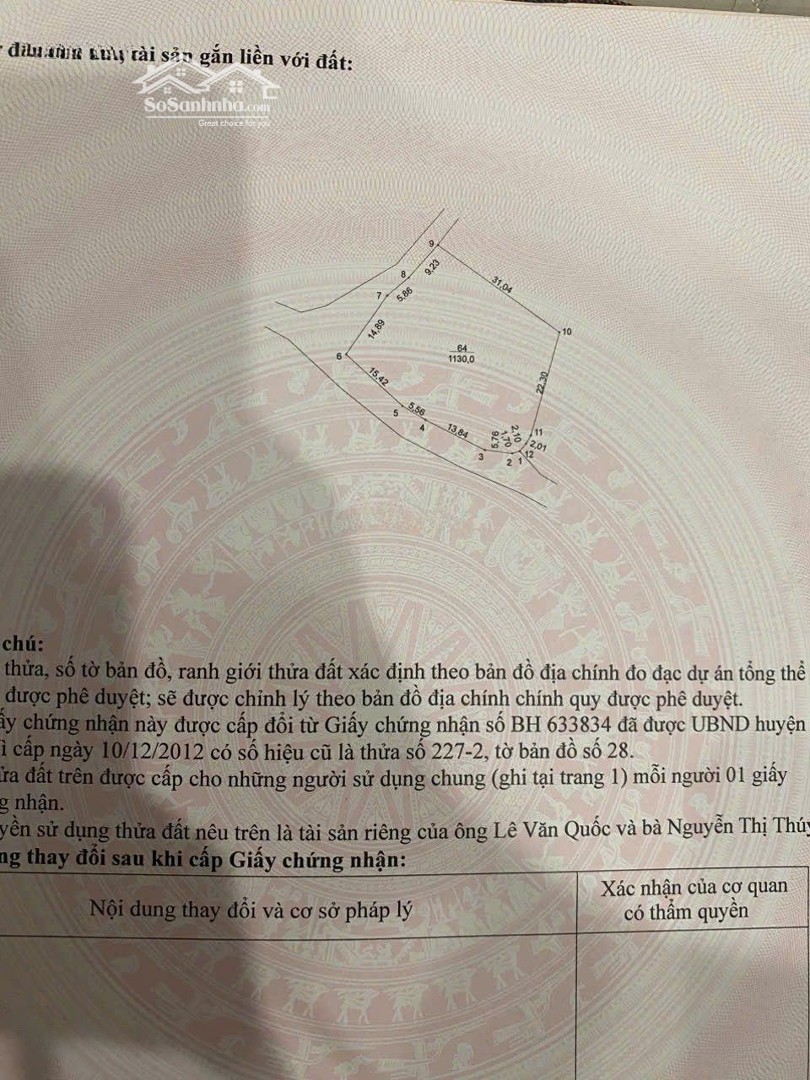 tài sản gắn liền với đất:
SoSanhnha.com
Great choice for you
9
8
9.23
7
5,86
31,04
10
14,89
64
1130,0
6
15,42
22,30
5
5,56
4
13,84
3
5,76
1,70
2,10
11
2,01
2
1
12
chú:
thửa, số tờ bản đồ, ranh giới thửa đất xác định theo bản đồ địa chính đo đạc dự án tổng thể
được phê duyệt; sẽ được chỉnh lý theo bản đồ địa chính chính quy được phê duyệt.
ấy chứng nhận này được cấp đổi từ Giấy chứng nhận số BH 633834 đã được UBND huyện
ì cấp ngày 10/12/2012 có số hiệu cũ là thửa số 227-2, tờ bản đồ số 28.
ửa đất trên được cấp cho những người sử dụng chung (ghi tại trang 1) mỗi người 01 giấy
g nhận.
yền sử dụng thửa đất nêu trên là tài sản riêng của ông Lê Văn Quốc và bà Nguyễn Thị Thúy
ng thay đổi sau khi cấp Giấy chứng nhận:
Nội dung thay đổi và cơ sở pháp lý
Xác nhận của cơ quan
có thẩm quyền